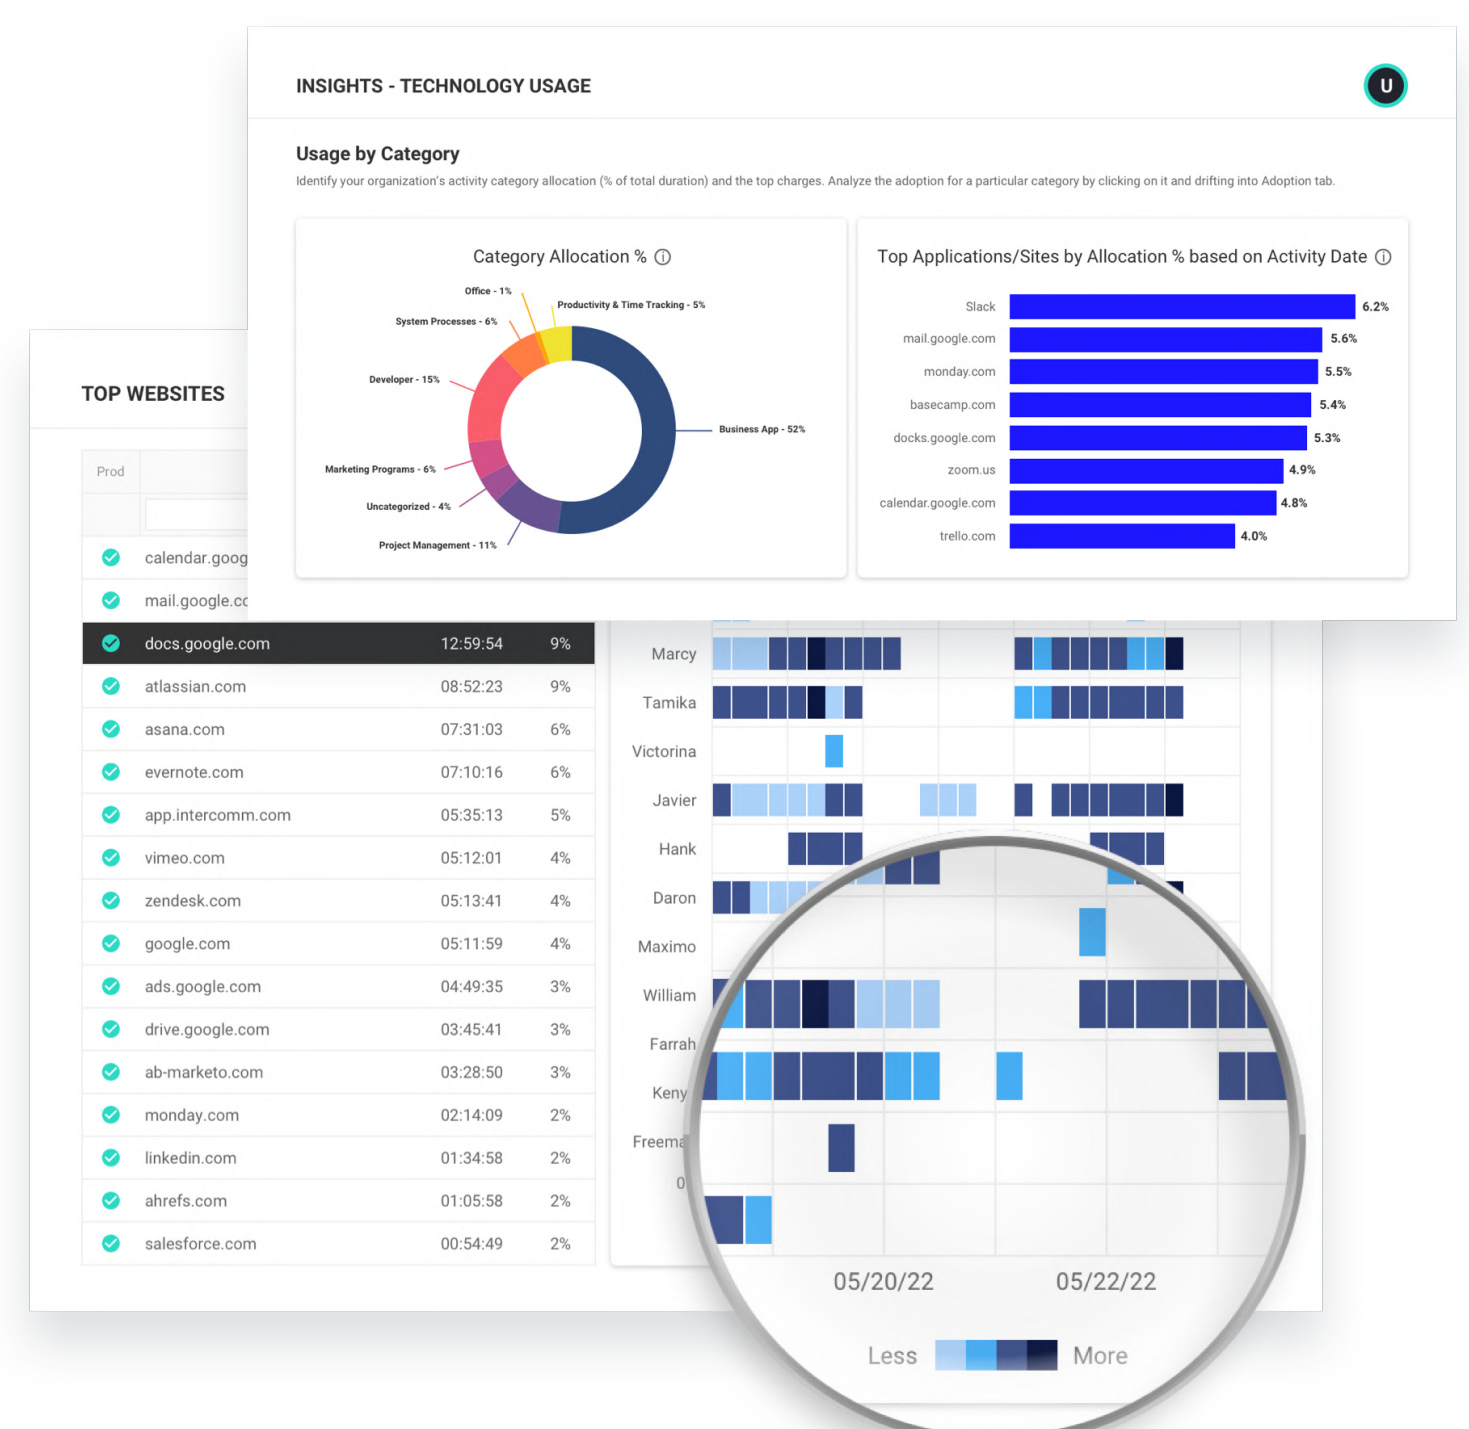 INSIGHTS - TECHNOLOGY USAGE
U
Usage by Category
Identify your organization's activity category allocation (% of total duration) and the top charges. Analyze the adoption for a particular category by clicking on it and drifting into Adoption tab.
Category Allocation %
Office - 1%
Productivity & Time Tracking - 5%
System Processes - 6%
Developer - 15%
Business App - 52%
Marketing Programs - 6%
Uncategorized - 4%
Project Management - 11%
Top Applications/Sites by Allocation % based on Activity Date
Slack 6.2%
mail.google.com 5.6%
monday.com 5.5%
basecamp.com 5.4%
docks.google.com 5.3%
zoom.us 4.9%
calendar.google.com 4.8%
trello.com 4.0%
TOP WEBSITES
Prod
calendar.goog
mail.google.co
docs.google.com 12:59:54 9%
atlassian.com 08:52:23 9%
asana.com 07:31:03 6%
evernote.com 07:10:16 6%
app.intercomm.com 05:35:13 5%
vimeo.com 05:12:01 4%
zendesk.com 05:13:41 4%
google.com 05:11:59 4%
ads.google.com 04:49:35 3%
drive.google.com 03:45:41 3%
ab-marketo.com 03:28:50 3%
monday.com 02:14:09 2%
linkedin.com 01:34:58 2%
ahrefs.com 01:05:58 2%
salesforce.com 00:54:49 2%
Marcy
Tamika
Victorina
Javier
Hank
Daron
Maximo
William
Farrah
Keny
Freema
0
05/20/22 05/22/22
Less More